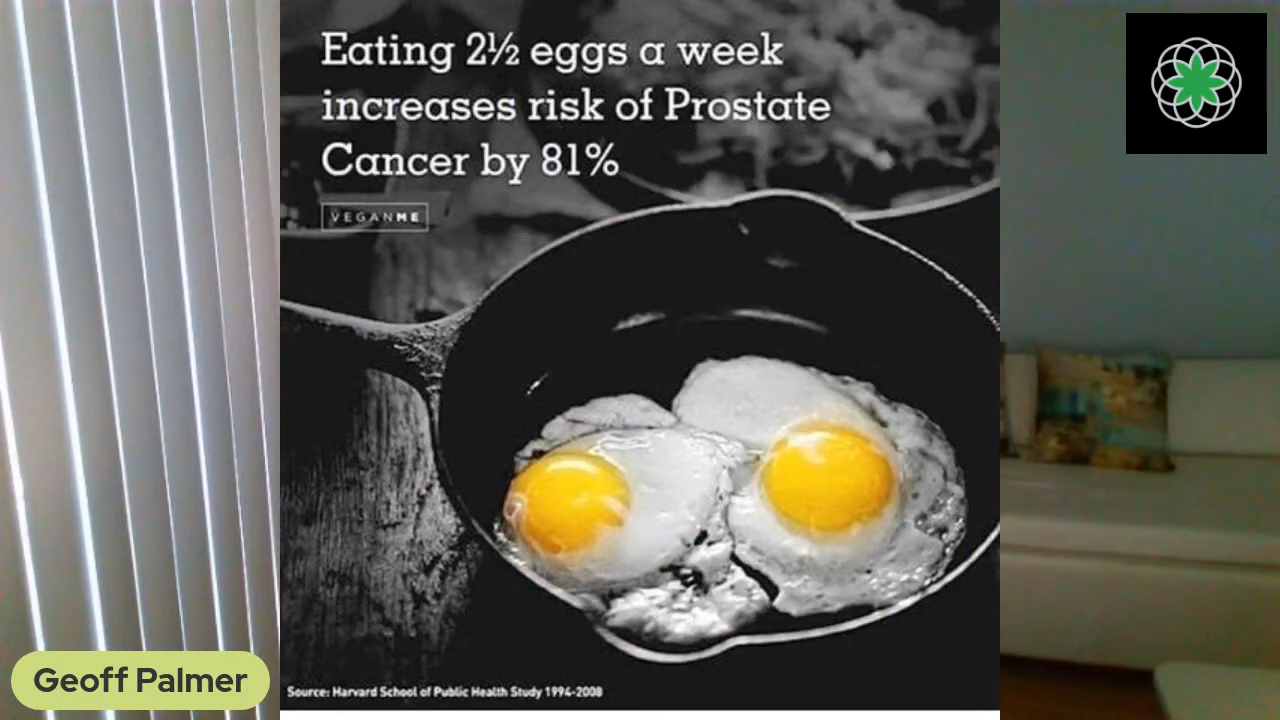 Eating 2½ eggs a week
increases risk of Prostate
Cancer by 81%
VEGANME
Geoff Palmer
Source: Harvard School of Public Health Study 1994-2008